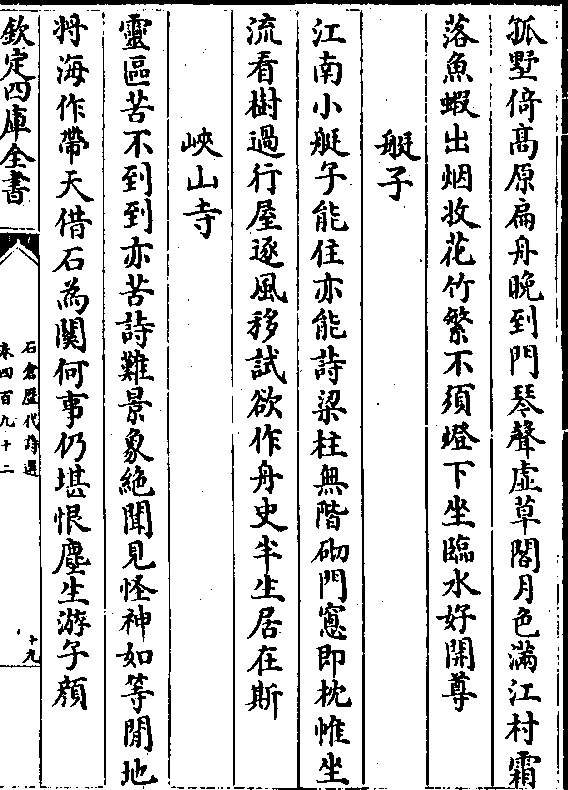 孤墅倚高原扁舟晚到門琴聲虛草閣月色滿江村霜
落魚蝦出烟收花竹繁不須燈下坐臨水好開尊
艇子
江南小艇子能住亦能詩梁柱無階砌門窓即枕帷坐
流看樹過行屋逐風移試欲作舟史半生居在斯
峽山寺
靈區苦不到到亦苦詩難景象絶聞見怪神如等閒地
將海作帶天借石為關何事仍堪恨塵生游子顔
欽定四庫全書
石倉歴代詩選
卷四百九十二
十九